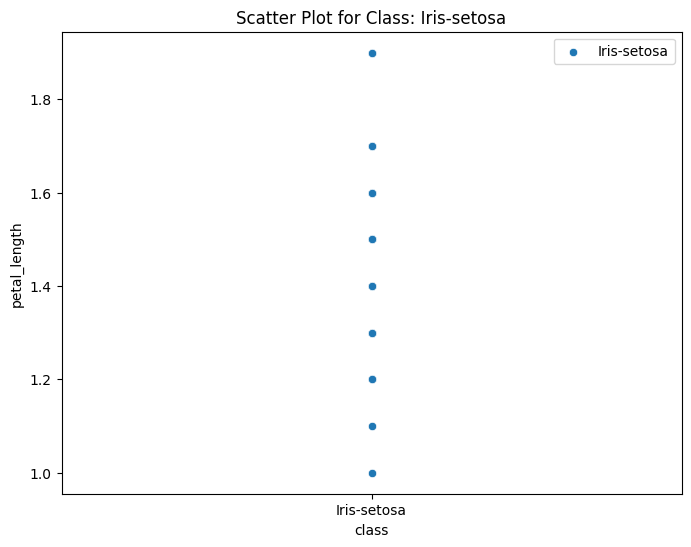 Scatter Plot for Class: Iris-setosa
Iris-setosa
1.8
1.6
1.4
1.2
1.0
petal_length
Iris-setosa
class